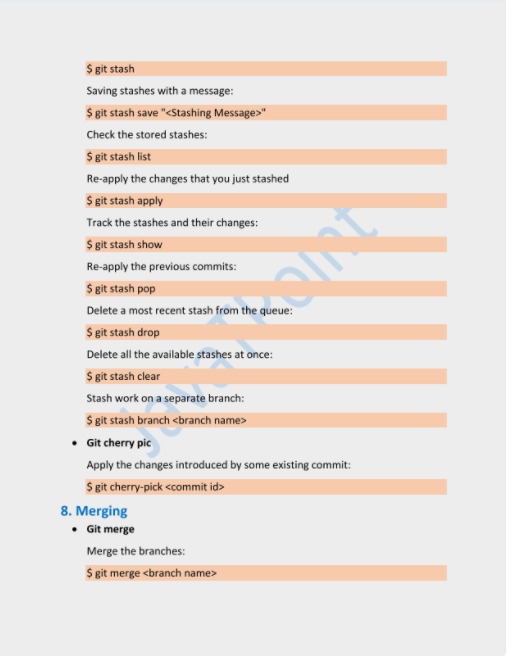 $ git stash
Saving stashes with a message:
$ git stash save "<Stashing Message>"
Check the stored stashes:
$ git stash list
Re-apply the changes that you just stashed
$ git stash apply
Track the stashes and their changes:
$ git stash show
Re-apply the previous commits:
$ git stash pop
Delete a most recent stash from the queue:
$ git stash drop
Delete all the available stashes at once:
$ git stash clear
Stash work on a separate branch:
$ git stash branch <branch name>
• Git cherry pic
Apply the changes introduced by some existing commit:
$ git cherry-pick <commit id>
8. Merging
• Git merge
Merge the branches:
$ git merge <branch name>
JavaTPoint